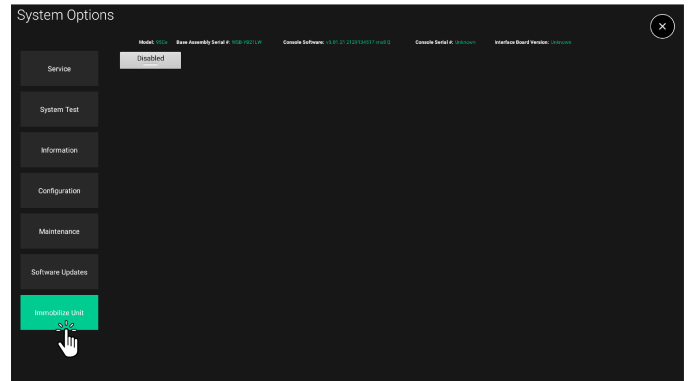 System Options
Model: 95Ce Base Assembly Serial #: Console Software: Console Serial #: Unknown Interface Board Version: Unknown
Disabled
Service
System Test
Information
Configuration
Maintenance
Software Updates
Immobilize Unit